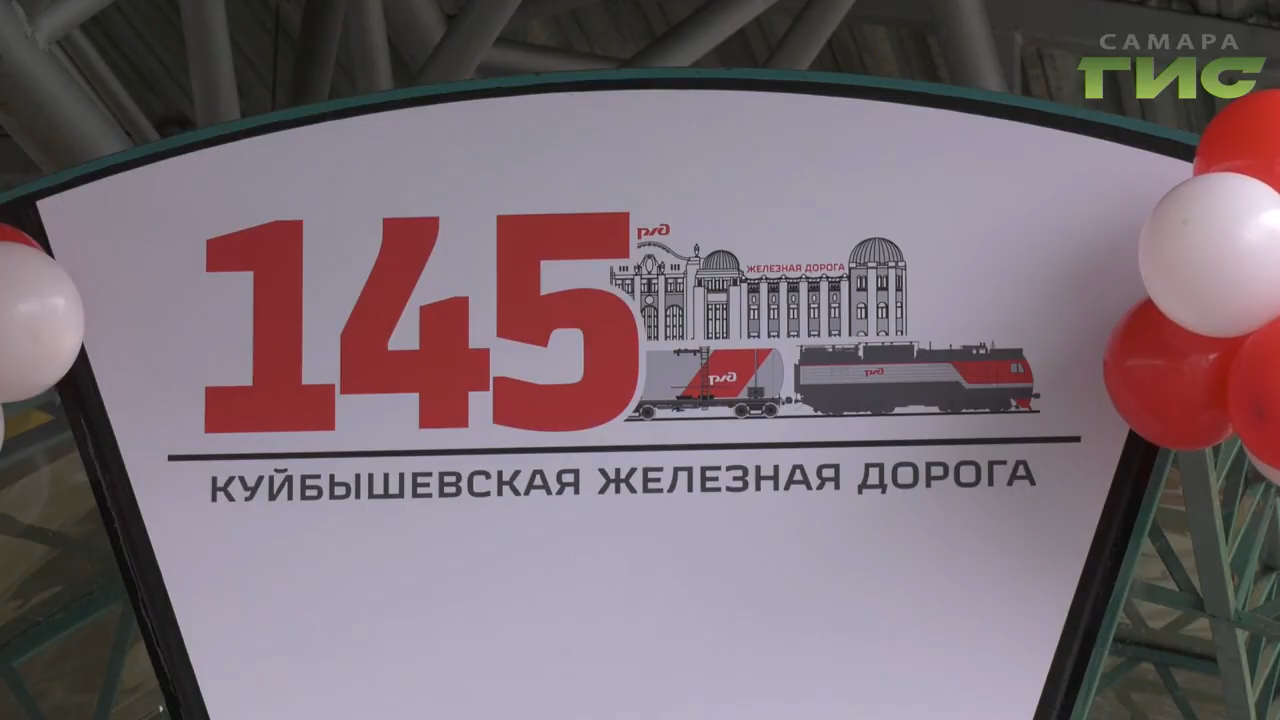 САМАРА
ГИС
145
РЖД
ЖЕЛЕЗНАЯ ДОРОГА
РЖД
РЖД
КУЙБЫШЕВСКАЯ ЖЕЛЕЗНАЯ ДОРОГА